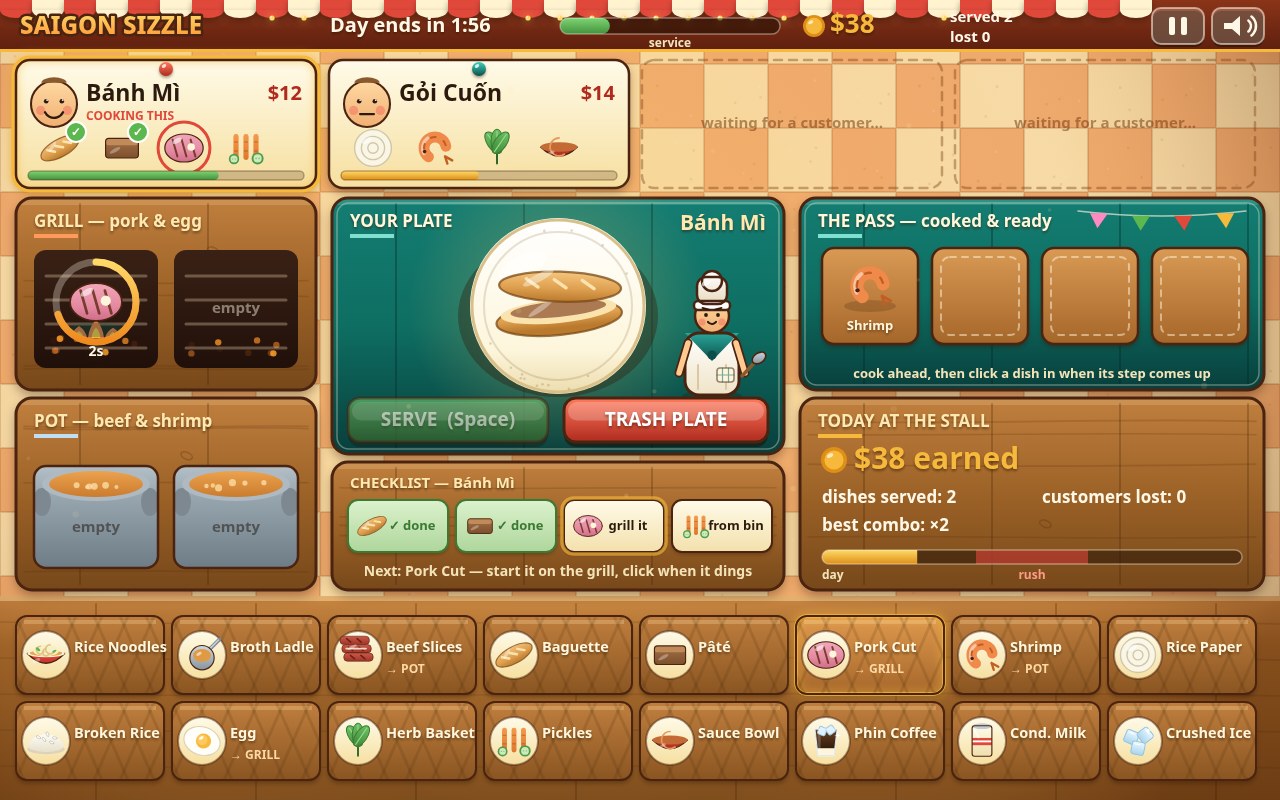 SAIGON SIZZLE
Day ends in 1:56
service
$38
served 2
lost 0
Bánh Mì
$12
COOKING THIS
Gỏi Cuốn
$14
waiting for a customer...
waiting for a customer...
GRILL — pork & egg
2s
empty
POT — beef & shrimp
empty
empty
YOUR PLATE
Bánh Mì
SERVE (Space)
TRASH PLATE
CHECKLIST — Bánh Mì
✓ done
✓ done
grill it
from bin
Next: Pork Cut — start it on the grill, click when it dings
THE PASS — cooked & ready
Shrimp
cook ahead, then click a dish in when its step comes up
TODAY AT THE STALL
$38 earned
dishes served: 2
customers lost: 0
best combo: ×2
day
rush
Rice Noodles
Broth Ladle
Beef Slices
→ POT
Baguette
Pâté
Pork Cut
→ GRILL
Shrimp
→ POT
Rice Paper
Broken Rice
Egg
→ GRILL
Herb Basket
Pickles
Sauce Bowl
Phin Coffee
Cond. Milk
Crushed Ice